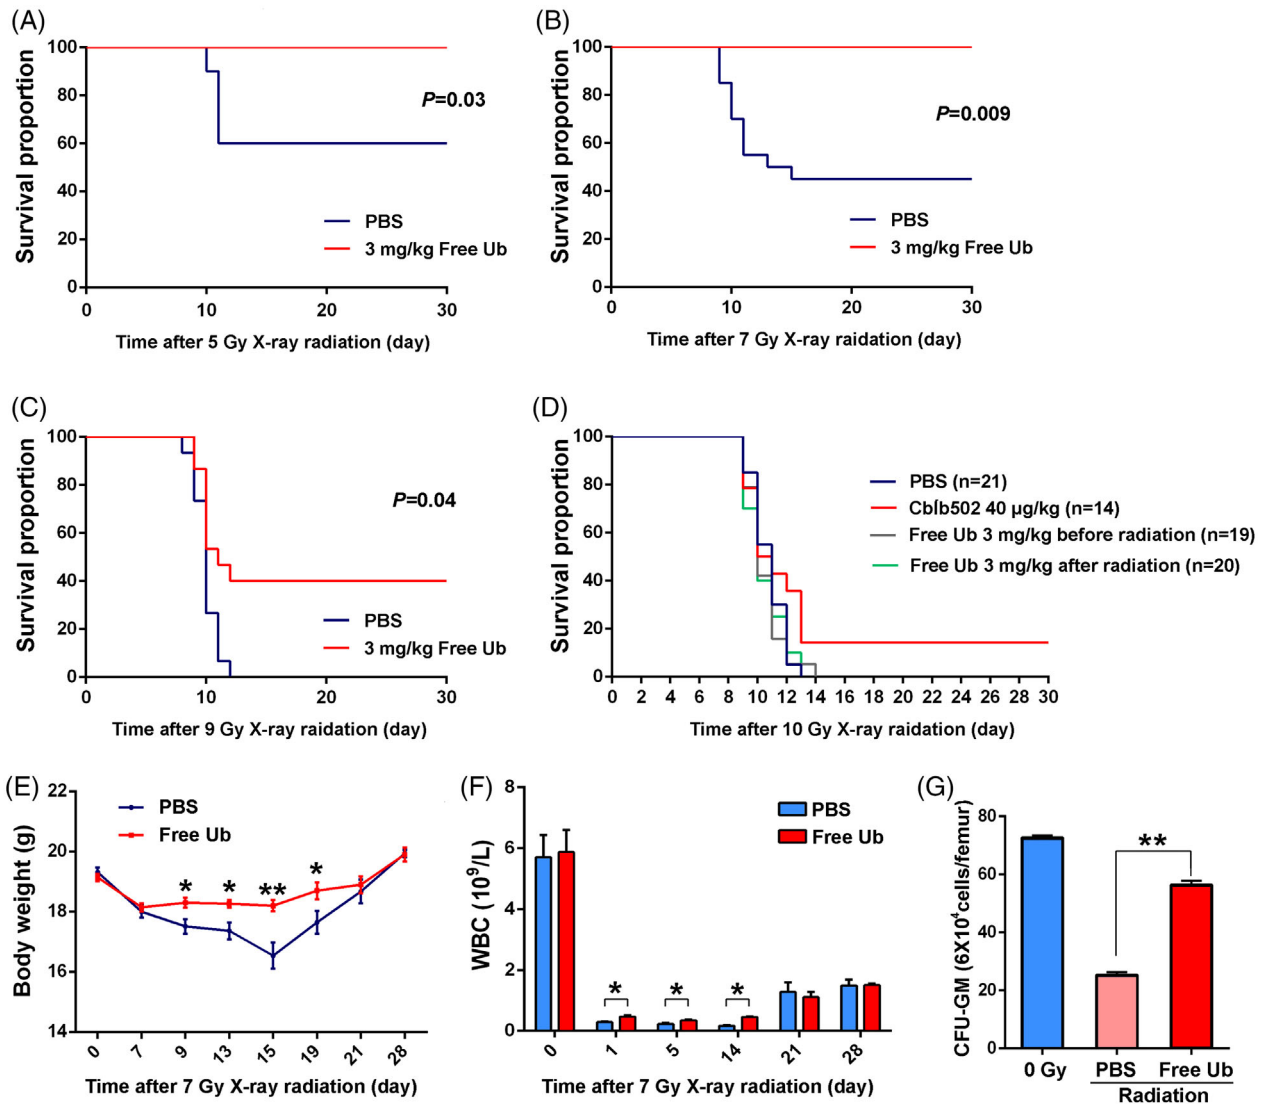 (A)
Survival proportion
100
80
60
40
20
0
P=0.03
PBS
3 mg/kg Free Ub
0 10 20 30
Time after 5 Gy X-ray radiation (day)
(B)
Survival proportion
100
80
60
40
20
0
P=0.009
PBS
3 mg/kg Free Ub
0 10 20 30
Time after 7 Gy X-ray raidation (day)
(C)
Survival proportion
100
80
60
40
20
0
P=0.04
PBS
3 mg/kg Free Ub
0 10 20 30
Time after 9 Gy X-ray raidation (day)
(D)
Survival proportion
100
80
60
40
20
0
PBS (n=21)
Cblb502 40 μg/kg (n=14)
Free Ub 3 mg/kg before radiation (n=19)
Free Ub 3 mg/kg after radiation (n=20)
0 2 4 6 8 10 12 14 16 18 20 22 24 26 28 30
Time after 10 Gy X-ray raidation (day)
(E)
Body weight (g)
22
20
18
16
14
PBS
Free Ub
* * ** *
0 7 9 13 15 19 21 28
Time after 7 Gy X-ray radiation (day)
(F)
WBC (10⁹/L)
8
6
4
2
0
PBS
Free Ub
* * *
0 1 5 14 21 28
Time after 7 Gy X-ray radiation (day)
(G)
CFU-GM (6X10⁴cells/femur)
80
60
40
20
0
**
0 Gy PBS Free Ub
Radiation